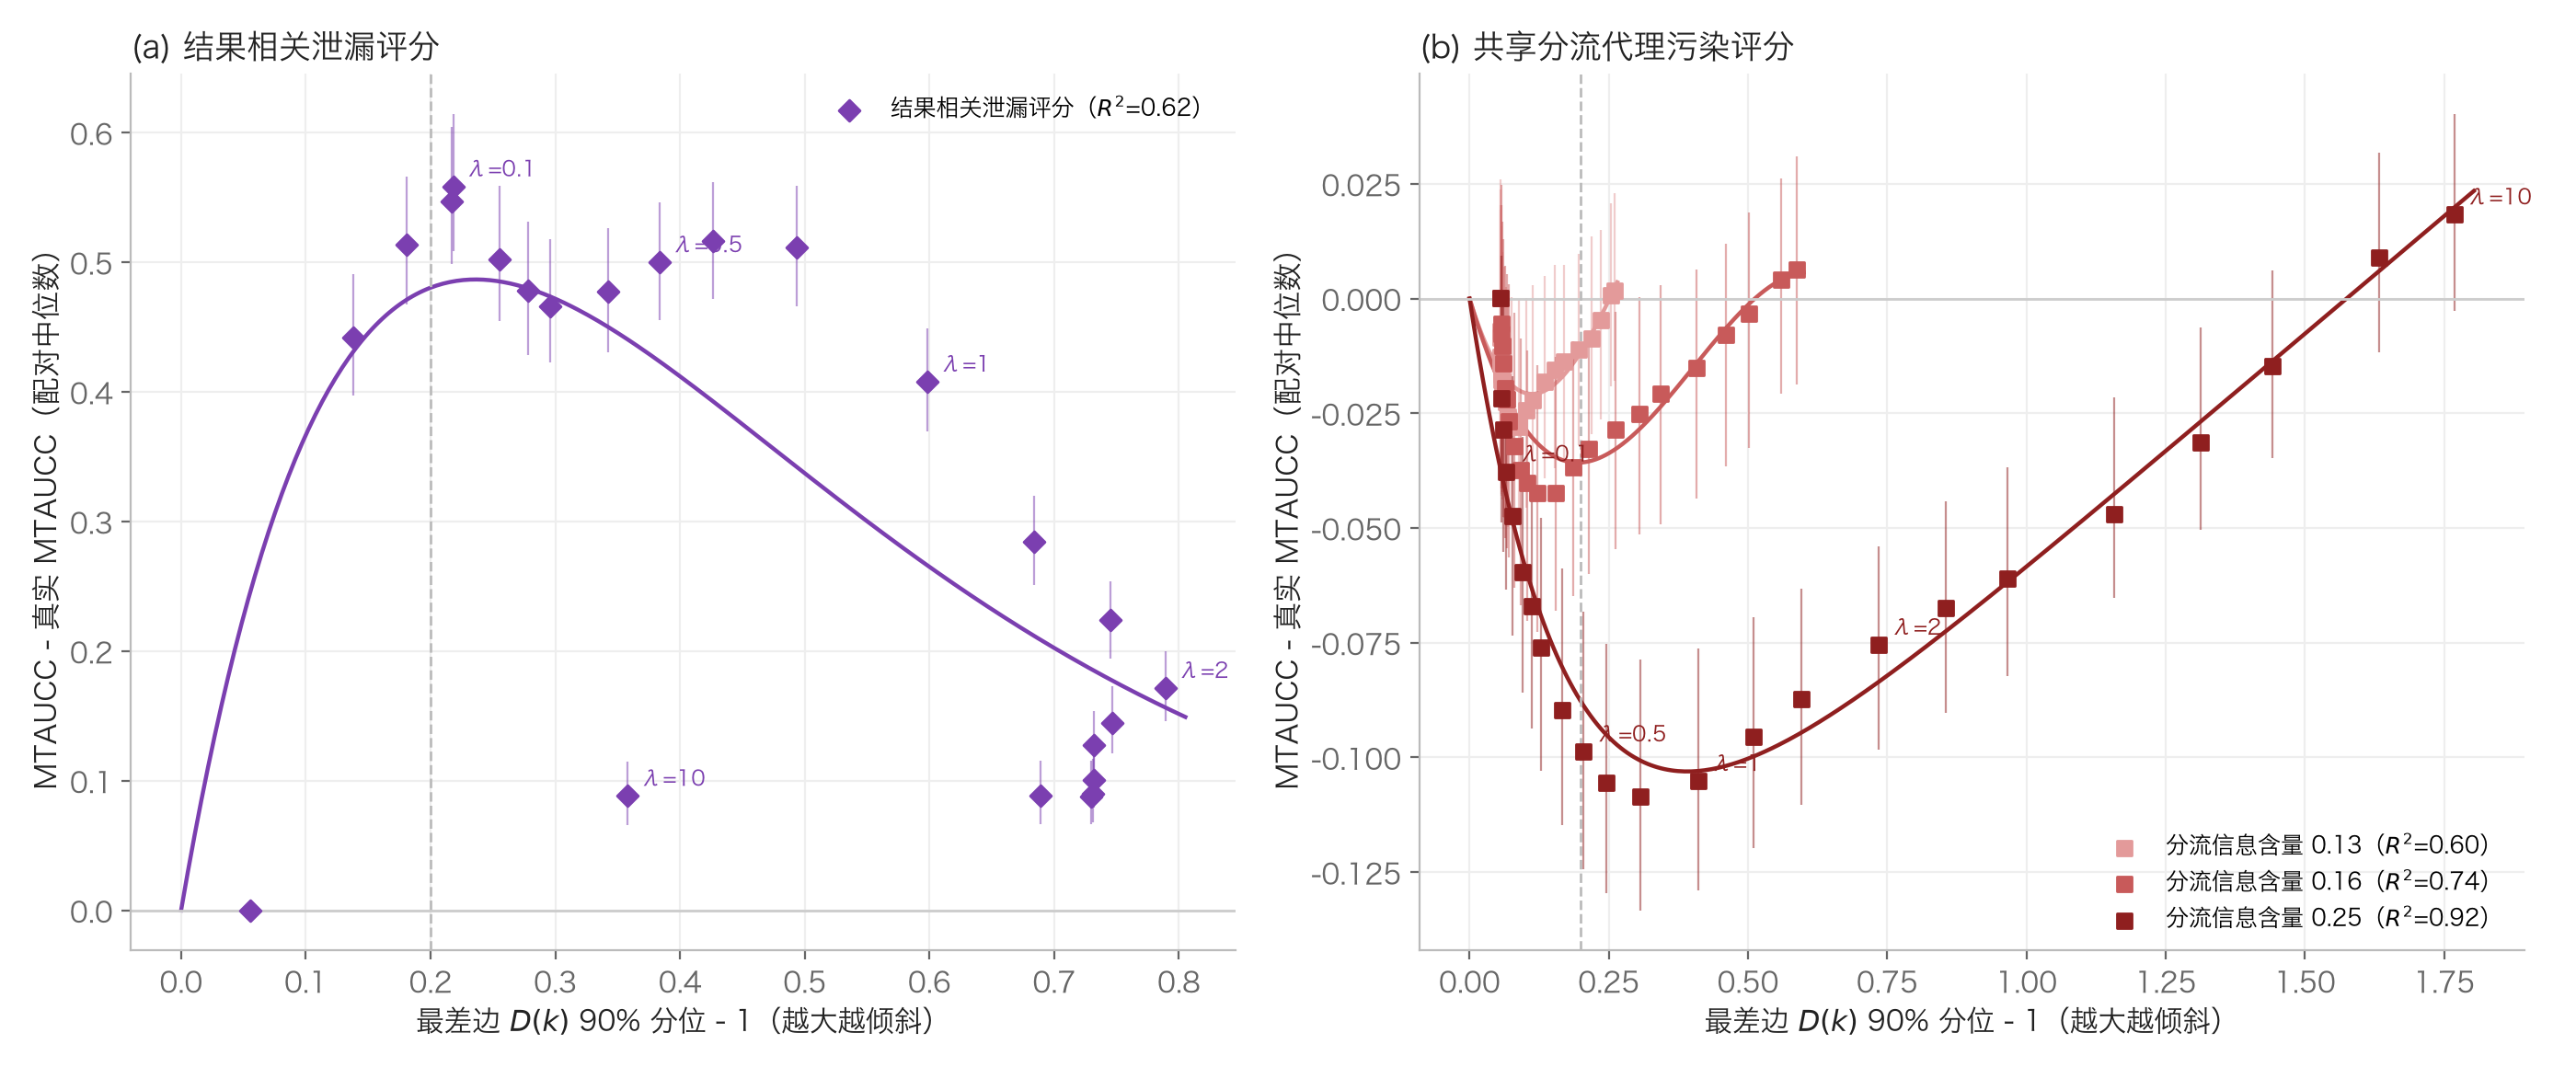 (a) 结果相关泄漏评分
结果相关泄漏评分（R²=0.62）
MTAUCC - 真实 MTAUCC（配对中位数）
0.6
0.5
0.4
0.3
0.2
0.1
0.0
λ=0.1
λ=0.5
λ=1
λ=2
λ=10
0.0 0.1 0.2 0.3 0.4 0.5 0.6 0.7 0.8
最差边 D(k) 90% 分位 - 1（越大越倾斜）
(b) 共享分流代理污染评分
MTAUCC - 真实 MTAUCC（配对中位数）
0.025
0.000
-0.025
-0.050
-0.075
-0.100
-0.125
λ=10
λ=0.1
λ=2
λ=0.5
λ=1
分流信息含量 0.13（R²=0.60）
分流信息含量 0.16（R²=0.74）
分流信息含量 0.25（R²=0.92）
0.00 0.25 0.50 0.75 1.00 1.25 1.50 1.75
最差边 D(k) 90% 分位 - 1（越大越倾斜）